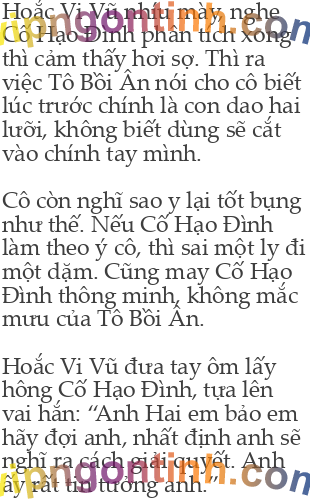 Hoắc Vi Vũ nhíu mày, nghe
Cố Hạo Đình phân tích xong
thì cảm thấy hơi sợ. Thì ra
việc Tô Bồi Ân nói cho cô biết
lúc trước chính là con dao hai
lưỡi, không biết dùng sẽ cắt
vào chính tay mình.
Cô còn nghĩ sao y lại tốt bụng
như thế. Nếu Cố Hạo Đình
làm theo ý cô, thì sai một ly đi
một dặm. Cũng may Cố Hạo
Đình thông minh, không mắc
mưu của Tô Bồi Ân.
Hoắc Vi Vũ đưa tay ôm lấy
hông Cố Hạo Đình, tựa lên
vai hắn: “Anh Hai em bảo em
hãy đợi anh, nhất định anh sẽ
nghĩ ra cách giải quyết. Anh
ấy rất tin tưởng anh.”